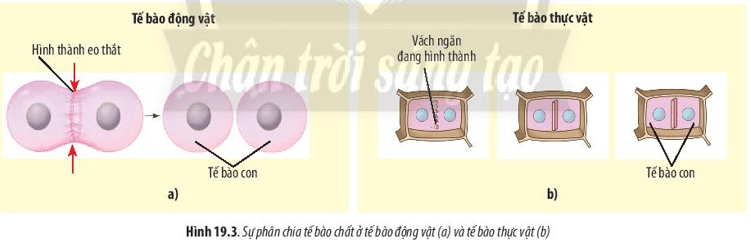 Tế bào động vật
Hình thành eo thắt
Tế bào con
a)
Tế bào thực vật
Vách ngăn
đang hình thành
Tế bào con
b)
Chân trời sáng tạo
Hình 19.3. Sự phân chia tế bào chất ở tế bào động vật (a) và tế bào thực vật (b)